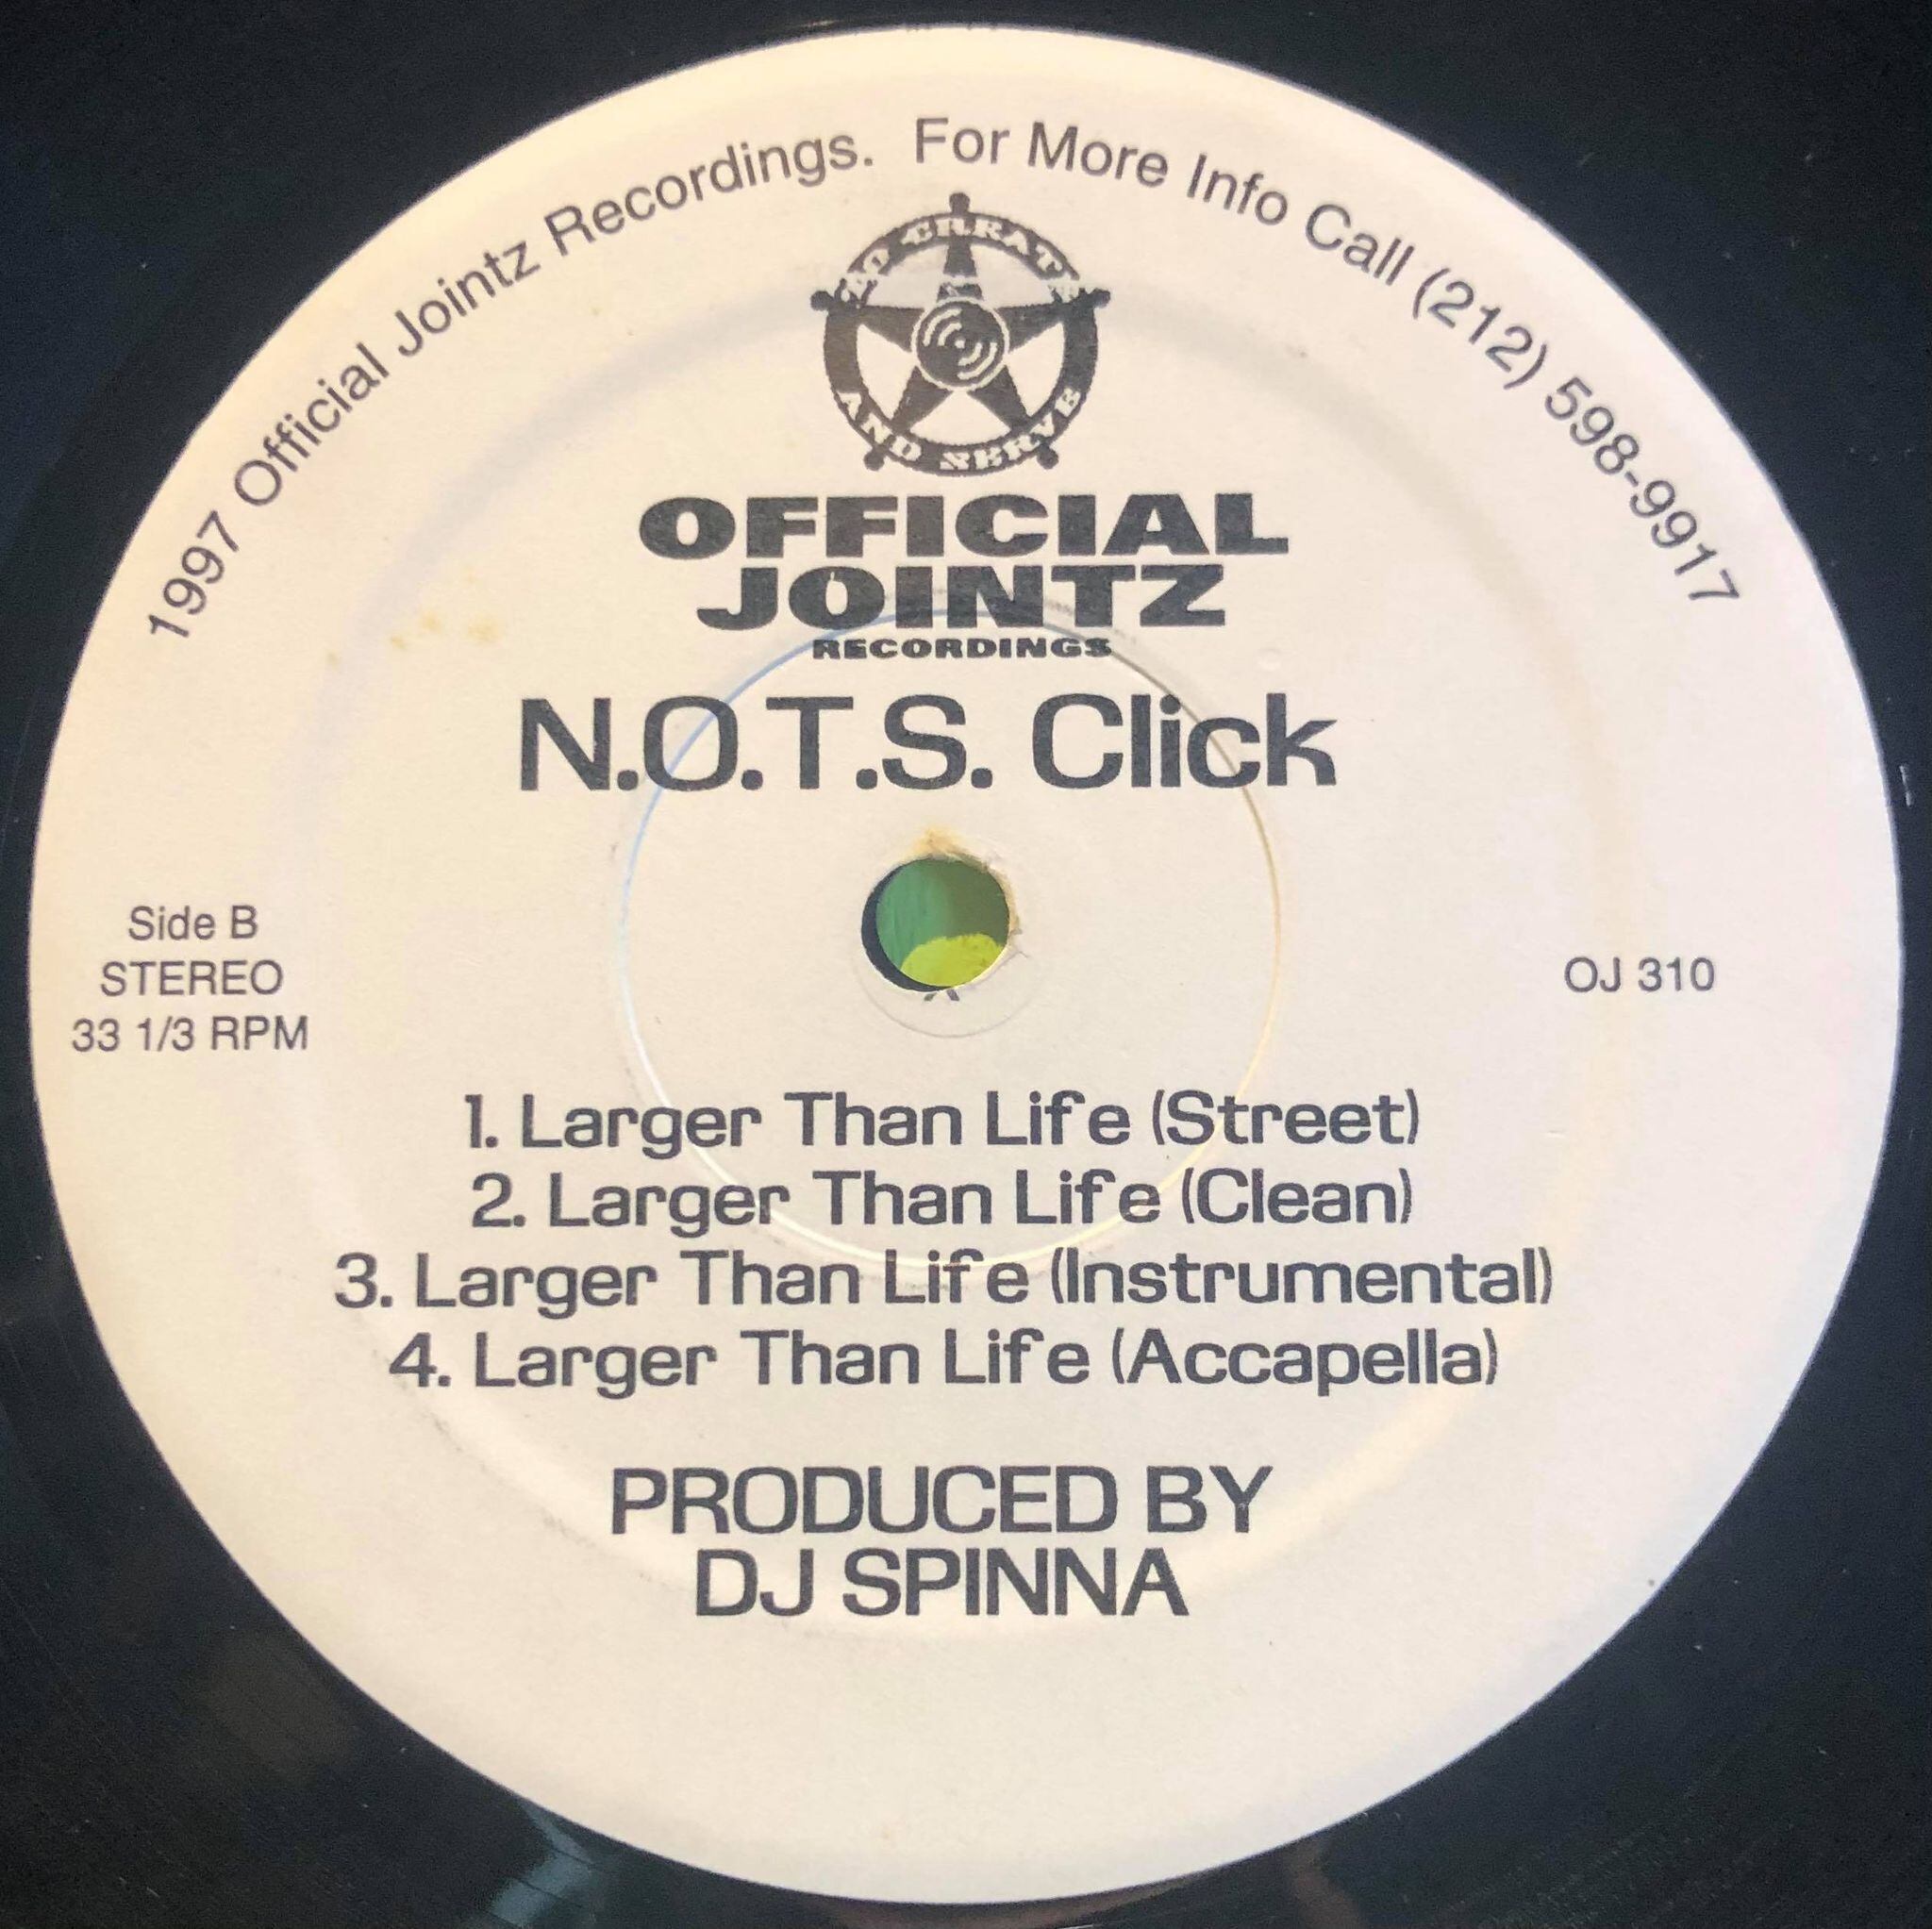 1997 Official Jointz Recordings. For More Info Call (212) 598-9917
TO CREATE
AND SERVE
OFFICIAL
JOINTZ
RECORDINGS
N.O.T.S. Click
Side B
STEREO
33 1/3 RPM
OJ 310
1. Larger Than Life (Street)
2. Larger Than Life (Clean)
3. Larger Than Life (Instrumental)
4. Larger Than Life (Accapella)
PRODUCED BY
DJ SPINNA